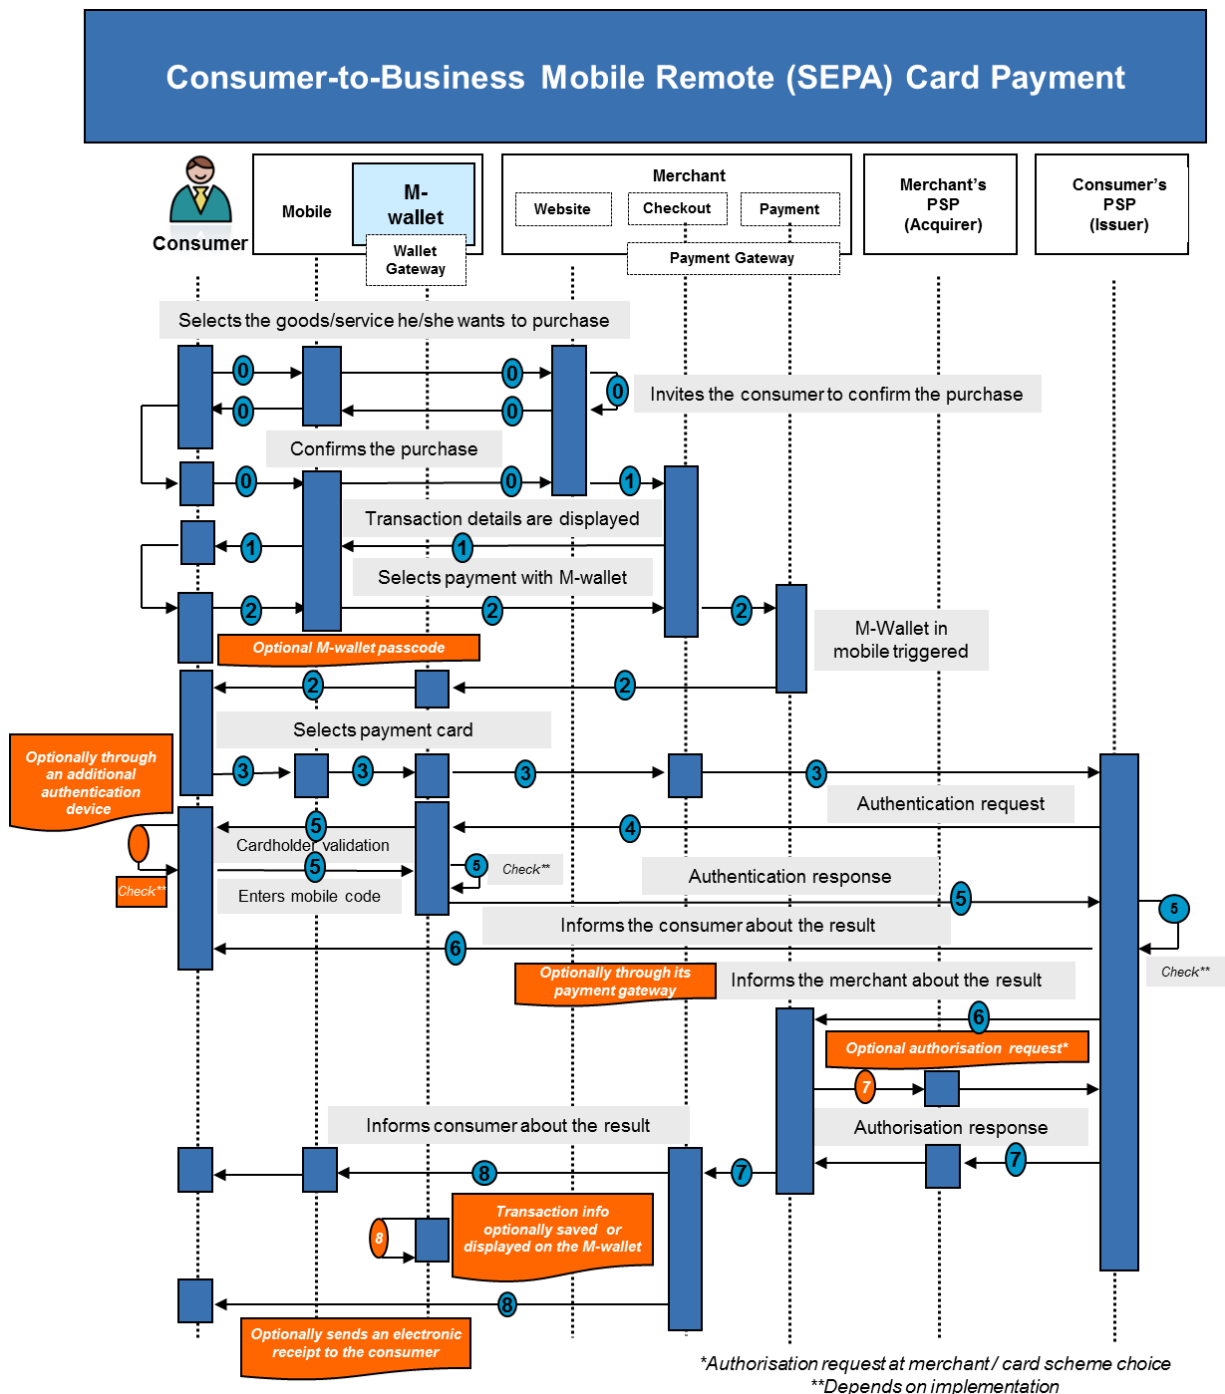 Consumer-to-Business Mobile Remote (SEPA) Card Payment
Consumer
Mobile
M-
wallet
Wallet
Gateway
Merchant
Website
Checkout
Payment
Payment Gateway
Merchant's
PSP
(Acquirer)
Consumer's
PSP
(Issuer)
Selects the goods/service he/she wants to purchase
0
0
0
Invites the consumer to confirm the purchase
0
0
Confirms the purchase
0
0
1
Transaction details are displayed
1
1
Selects payment with M-wallet
2
2
2
M-Wallet in
mobile triggered
Optional M-wallet passcode
2
2
Selects payment card
Optionally through
an additional
authentication
device
3
3
3
3
Authentication request
5
4
Cardholder validation
5
5
Check**
Check**
Enters mobile code
Authentication response
5
5
Informs the consumer about the result
6
Check**
Optionally through its
payment gateway
Informs the merchant about the result
6
Optional authorisation request*
7
Informs consumer about the result
Authorisation response
8
7
7
8
Transaction info
optionally saved or
displayed on the M-wallet
8
Optionally sends an electronic
receipt to the consumer
*Authorisation request at merchant/ card scheme choice
**Depends on implementation